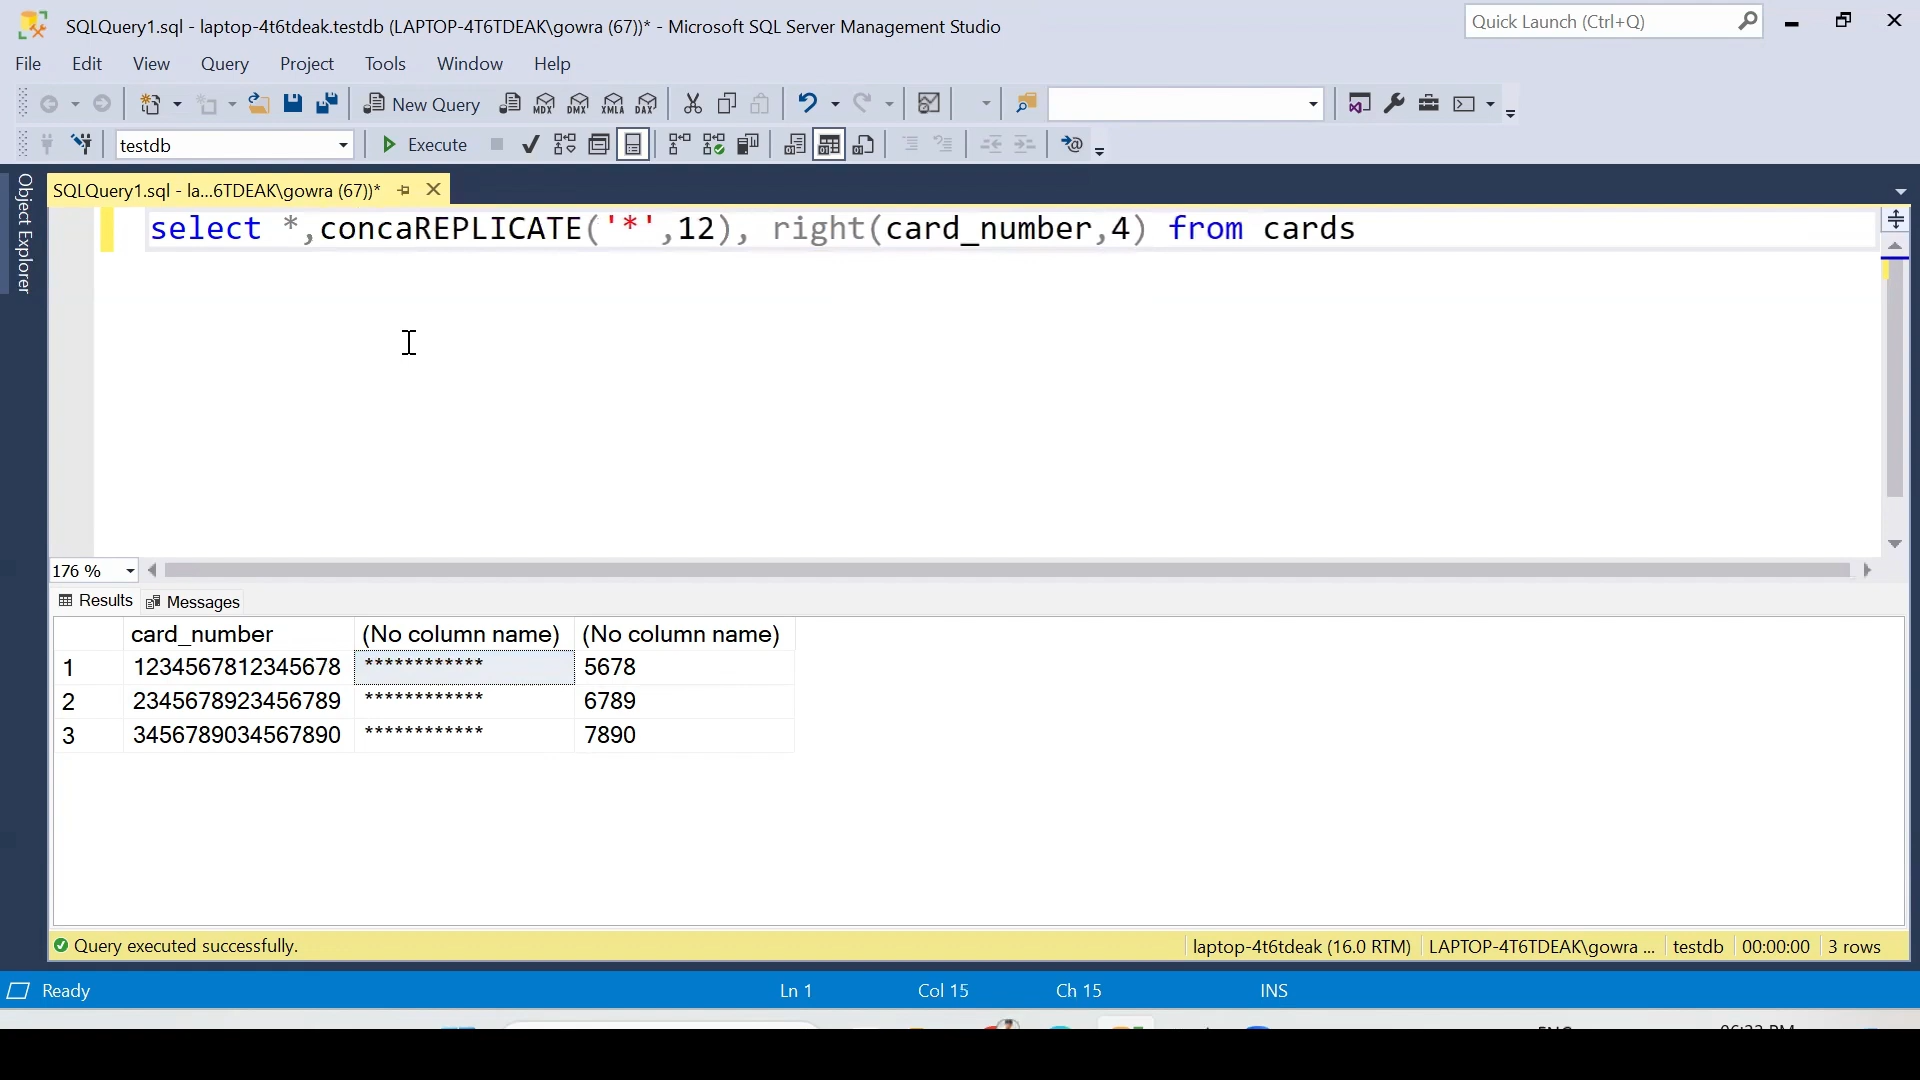 SQLQuery1.sql - laptop-4t6tdeak.testdb (LAPTOP-4T6TDEAK\gowra (67))* - Microsoft SQL Server Management Studio
Quick Launch (Ctrl+Q)
File Edit View Query Project Tools Window Help
New Query
MDX DMX XMLA DAX
testdb
Execute
Object Explorer
SQLQuery1.sql - la...6TDEAK\gowra (67))*
select *,concaREPLICATE('*',12), right(card_number,4) from cards
176 %
Results Messages
card_number (No column name) (No column name)
1 1234567812345678 ************ 5678
2 2345678923456789 ************ 6789
3 3456789034567890 ************ 7890
Query executed successfully.
laptop-4t6tdeak (16.0 RTM) LAPTOP-4T6TDEAK\gowra ... testdb 00:00:00 3 rows
Ready Ln 1 Col 15 Ch 15 INS